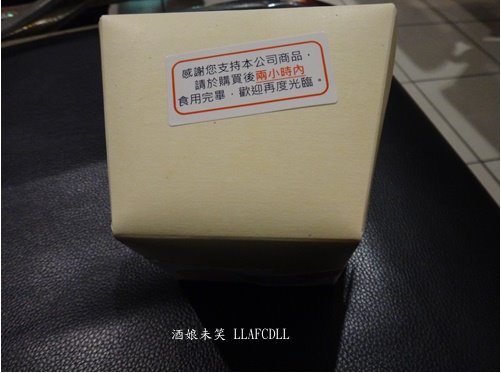 感謝您支持本公司商品，
請於購買後兩小時內
食用完畢．歡迎再度光臨。
酒娘未笑 LLAFCDLL